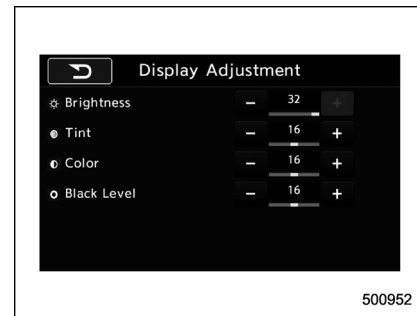 Display Adjustment
Brightness − 32 +
Tint − 16 +
Color − 16 +
Black Level − 16 +
500952